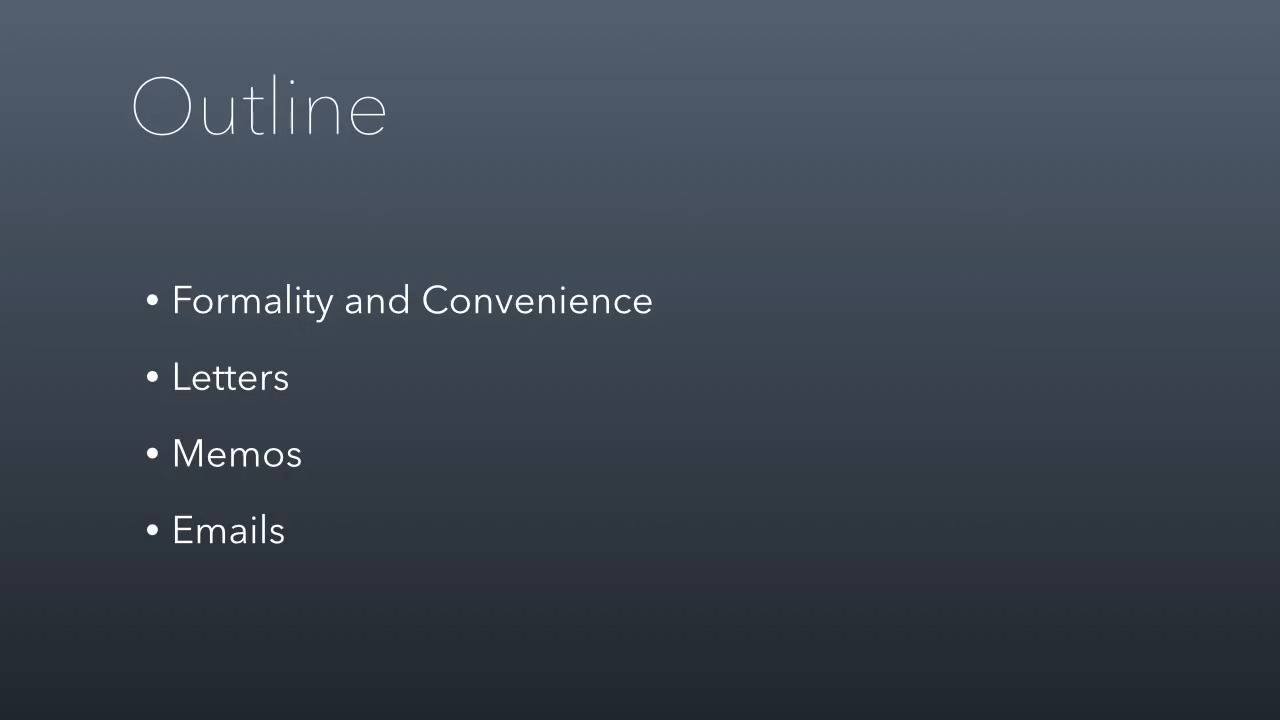 Outline
• Formality and Convenience
• Letters
• Memos
• Emails